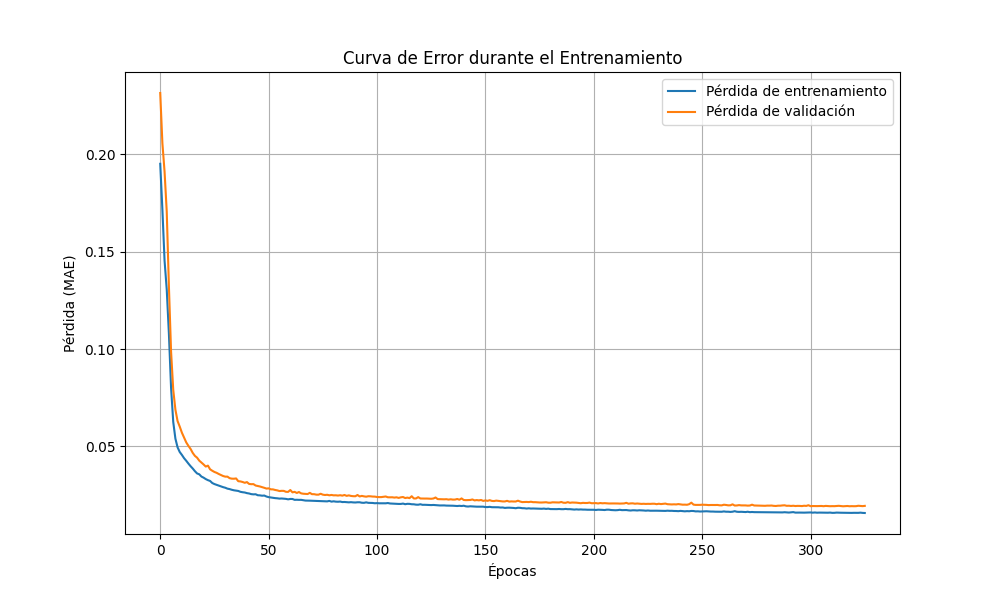 Curva de Error durante el Entrenamiento
Pérdida de entrenamiento
Pérdida de validación
Pérdida (MAE)
0.20
0.15
0.10
0.05
0 50 100 150 200 250 300
Épocas